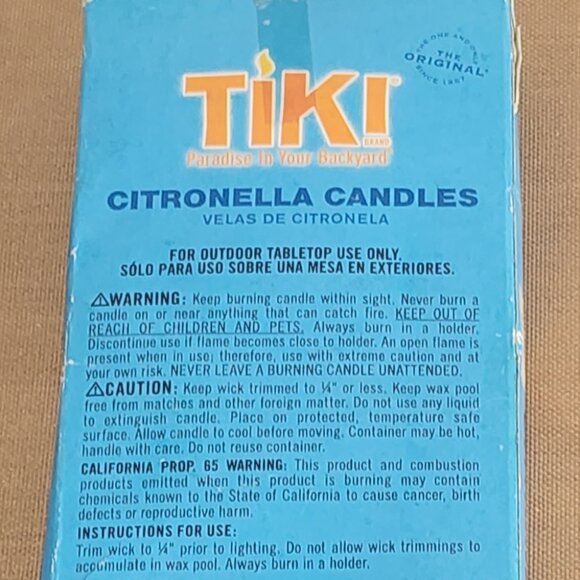 THE ONE AND ONLY
THE
ORIGINAL
SINCE 1957
TIKI®
BRAND
Paradise In Your Backyard
CITRONELLA CANDLES
VELAS DE CITRONELA
FOR OUTDOOR TABLETOP USE ONLY.
SÓLO PARA USO SOBRE UNA MESA EN EXTERIORES.
⚠WARNING: Keep burning candle within sight. Never burn a
candle on or near anything that can catch fire. KEEP OUT OF
REACH OF CHILDREN AND PETS. Always burn in a holder.
Discontinue use if flame becomes close to holder. An open flame is
present when in use; therefore, use with extreme caution and at
your own risk. NEVER LEAVE A BURNING CANDLE UNATTENDED.
⚠CAUTION: Keep wick trimmed to ¼" or less. Keep wax pool
free from matches and other foreign matter. Do not use any liquid
to extinguish candle. Place on protected, temperature safe
surface. Allow candle to cool before moving. Container may be hot,
handle with care. Do not reuse container.
CALIFORNIA PROP. 65 WARNING: This product and combustion
products emitted when this product is burning may contain
chemicals known to the State of California to cause cancer, birth
defects or reproductive harm.
INSTRUCTIONS FOR USE:
Trim wick to ¼" prior to lighting. Do not allow wick trimmings to
accumulate in wax pool. Always burn in a holder.